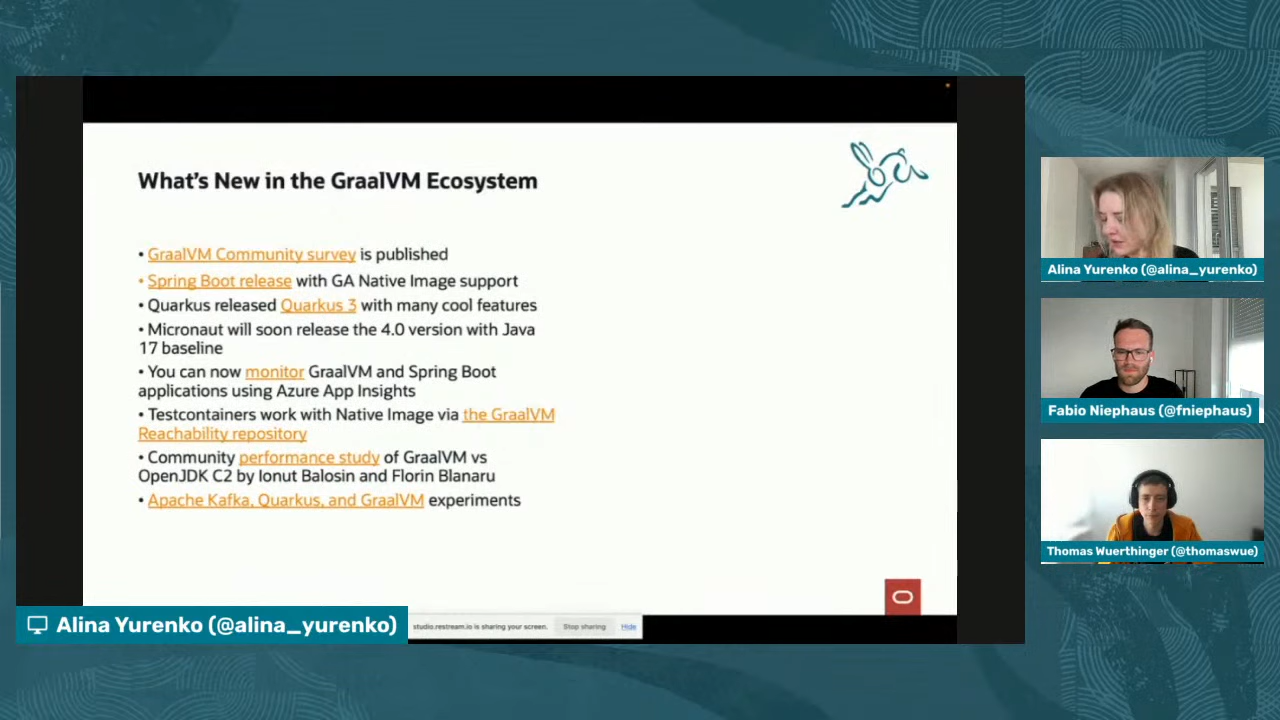 What's New in the GraalVM Ecosystem
• GraalVM Community survey is published
• Spring Boot release with GA Native Image support
• Quarkus released Quarkus 3 with many cool features
• Micronaut will soon release the 4.0 version with Java
17 baseline
• You can now monitor GraalVM and Spring Boot
applications using Azure App Insights
• Testcontainers work with Native Image via the GraalVM
Reachability repository
• Community performance study of GraalVM vs
OpenJDK C2 by Ionut Balosin and Florin Blanaru
• Apache Kafka, Quarkus, and GraalVM experiments
Alina Yurenko (@alina_yurenko)
studio.restream.io is sharing your screen. Stop sharing Hide
Alina Yurenko (@alina_yurenko)
Fabio Niephaus (@fniephaus)
Thomas Wuerthinger (@thomaswue)